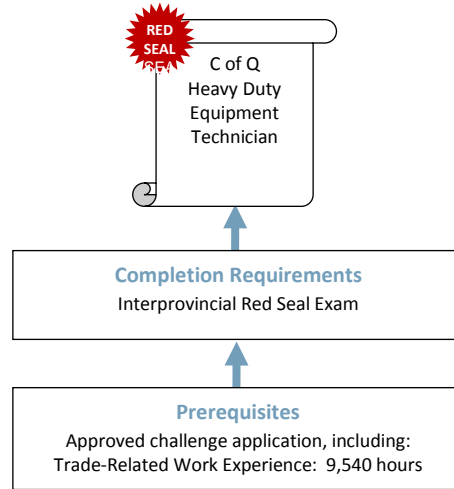 RED
SEAL
SEAL
C of Q
Heavy Duty
Equipment
Technician
Completion Requirements
Interprovincial Red Seal Exam
Prerequisites
Approved challenge application, including:
Trade-Related Work Experience:  9,540 hours